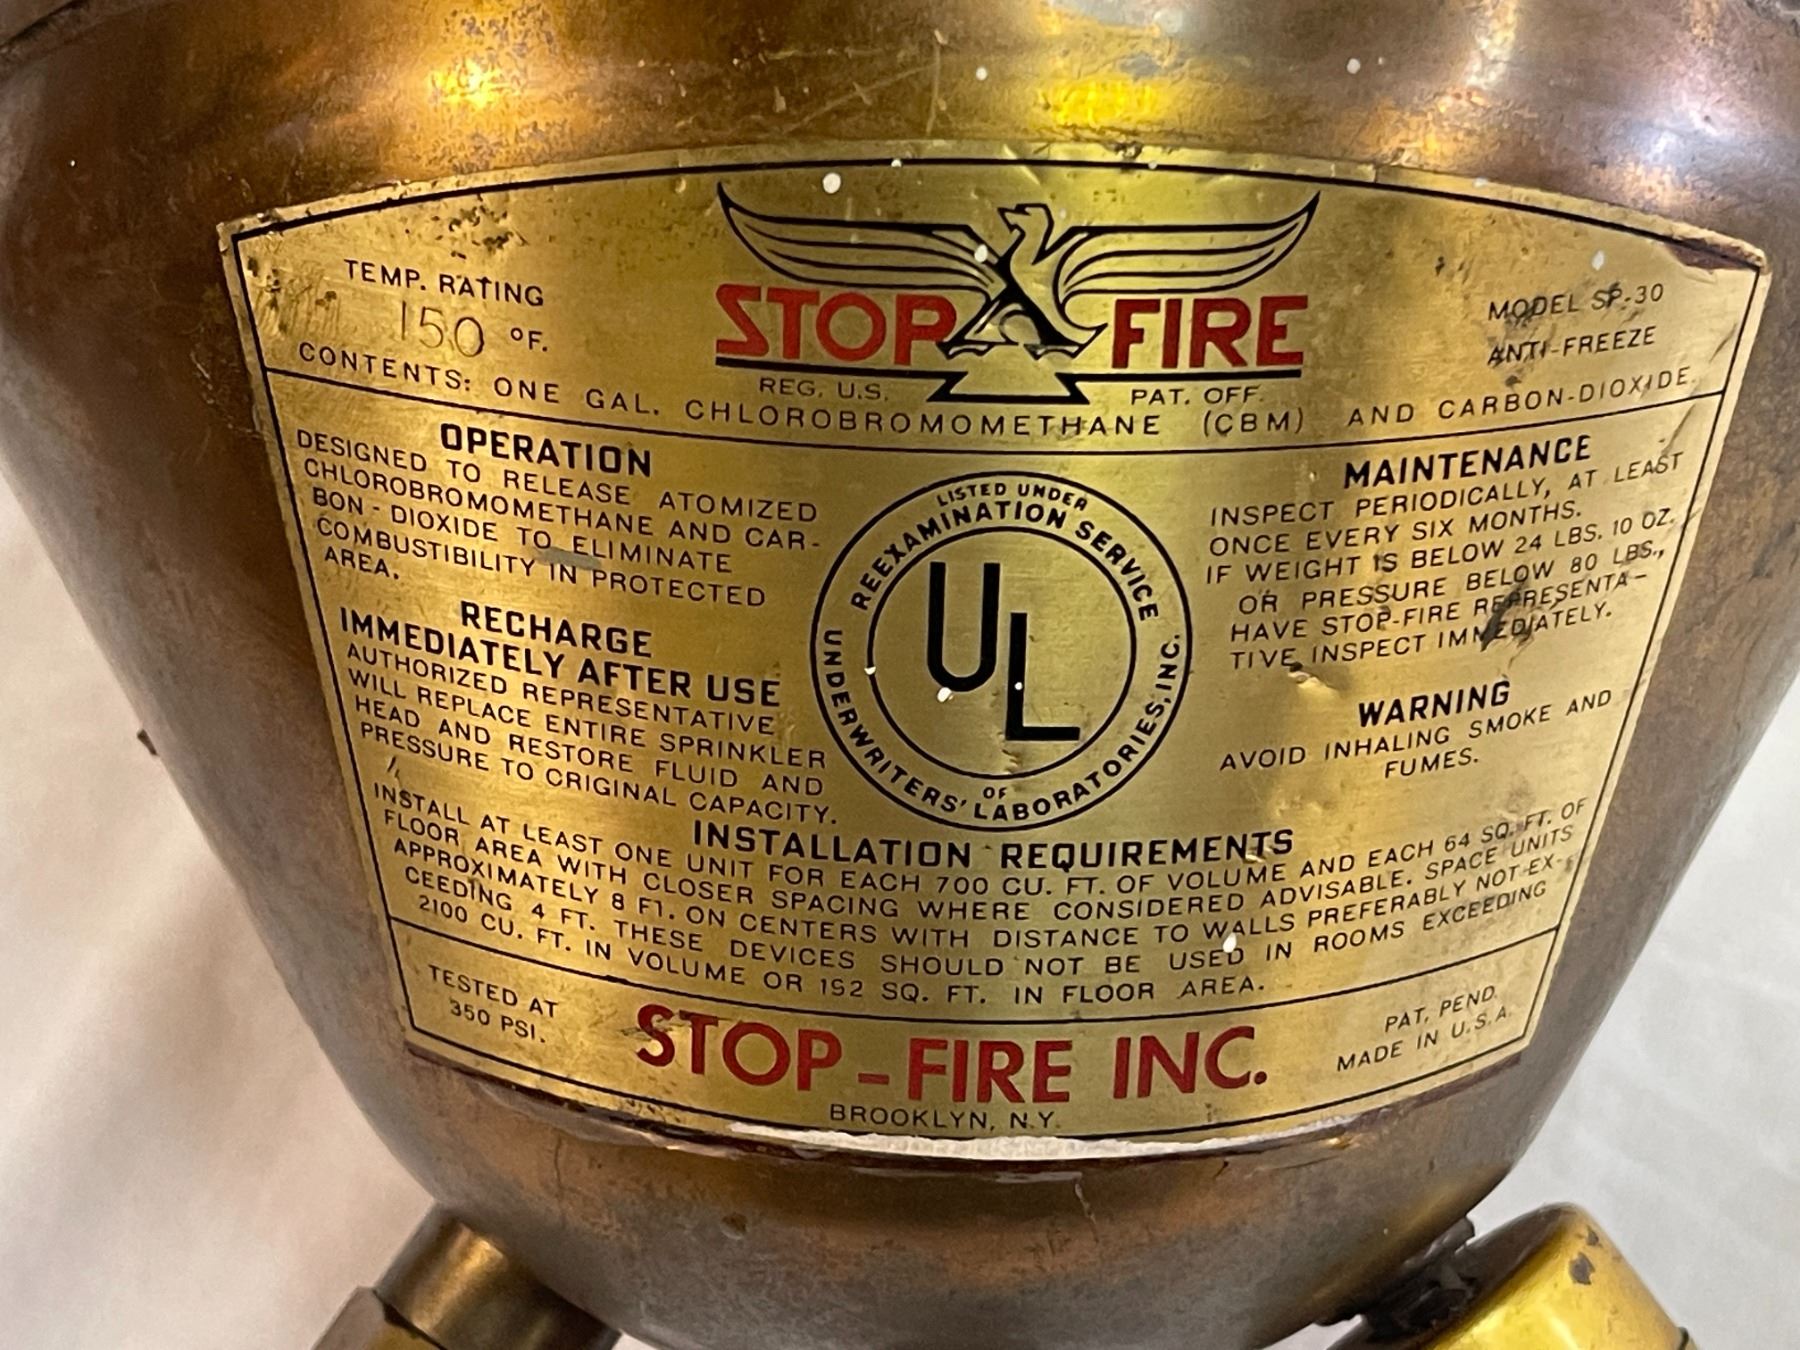 TEMP. RATING
150 °F.
STOP FIRE
REG. U.S. PAT. OFF.
MODEL SP-30
ANTI-FREEZE
CONTENTS: ONE GAL. CHLOROBROMOMETHANE (CBM) AND CARBON-DIOXIDE.
OPERATION
DESIGNED TO RELEASE ATOMIZED
CHLOROBROMOMETHANE AND CAR-
BON-DIOXIDE TO ELIMINATE
COMBUSTIBILITY IN PROTECTED
AREA.
RECHARGE
IMMEDIATELY AFTER USE
AUTHORIZED REPRESENTATIVE
WILL REPLACE ENTIRE SPRINKLER
HEAD AND RESTORE FLUID AND
PRESSURE TO ORIGINAL CAPACITY.
LISTED UNDER
REEXAMINATION SERVICE
UL
OF
UNDERWRITERS' LABORATORIES, INC.
MAINTENANCE
INSPECT PERIODICALLY, AT LEAST
ONCE EVERY SIX MONTHS.
IF WEIGHT IS BELOW 24 LBS. 10 OZ.
OR PRESSURE BELOW 80 LBS.,
HAVE STOP-FIRE REPRESENTA-
TIVE INSPECT IMMEDIATELY.
WARNING
AVOID INHALING SMOKE AND
FUMES.
INSTALLATION REQUIREMENTS
INSTALL AT LEAST ONE UNIT FOR EACH 700 CU. FT. OF VOLUME AND EACH 64 SQ. FT. OF
FLOOR AREA WITH CLOSER SPACING WHERE CONSIDERED ADVISABLE. SPACE UNITS
APPROXIMATELY 8 FT. ON CENTERS WITH DISTANCE TO WALLS PREFERABLY NOT EX-
CEEDING 4 FT. THESE DEVICES SHOULD NOT BE USED IN ROOMS EXCEEDING
2100 CU. FT. IN VOLUME OR 192 SQ. FT. IN FLOOR AREA.
TESTED AT
350 PSI.
STOP-FIRE INC.
BROOKLYN, N.Y.
PAT. PEND.
MADE IN U.S.A.